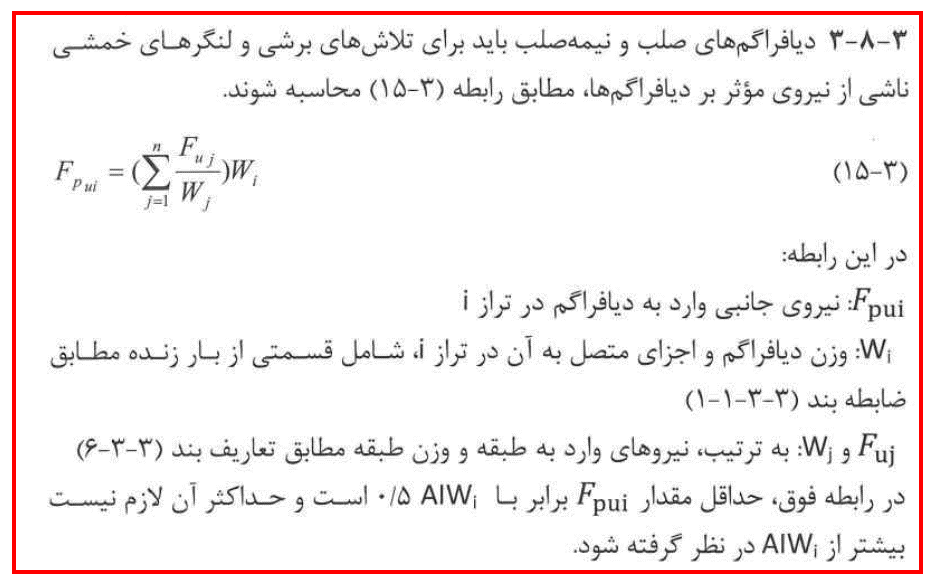 ۳-۸-۳ دیافراگم‌های صلب و نیمه‌صلب باید برای تلاش‌های برشی و لنگرهـای خمشـی
ناشی از نیروی مؤثر بر دیافراگم‌ها، مطابق رابطه (۳-۱۵) محاسبه شوند.
F_{p_{ui}} = (\sum_{j=1}^{n} \frac{F_{uj}}{W_j})W_i (۳-۱۵)
در این رابطه:
F_{pui}: نیروی جانبی وارد به دیافراگم در تراز i
W_i: وزن دیافراگم و اجزای متصل به آن در تراز i، شـامل قسـمتی از بـار زنـده مطـابق
ضابطه بند (۳-۳-۱-۱)
F_{uj} و W_j: به ترتیب، نیروهای وارد به طبقه و وزن طبقه مطابق تعاریف بند (۳-۳-۶)
در رابطه فوق، حداقل مقدار F_{pui} برابر بـا ۰/۵ AIW_i است و حـداکثر آن لازم نیسـت
بیشتر از AIW_i در نظر گرفته شود.